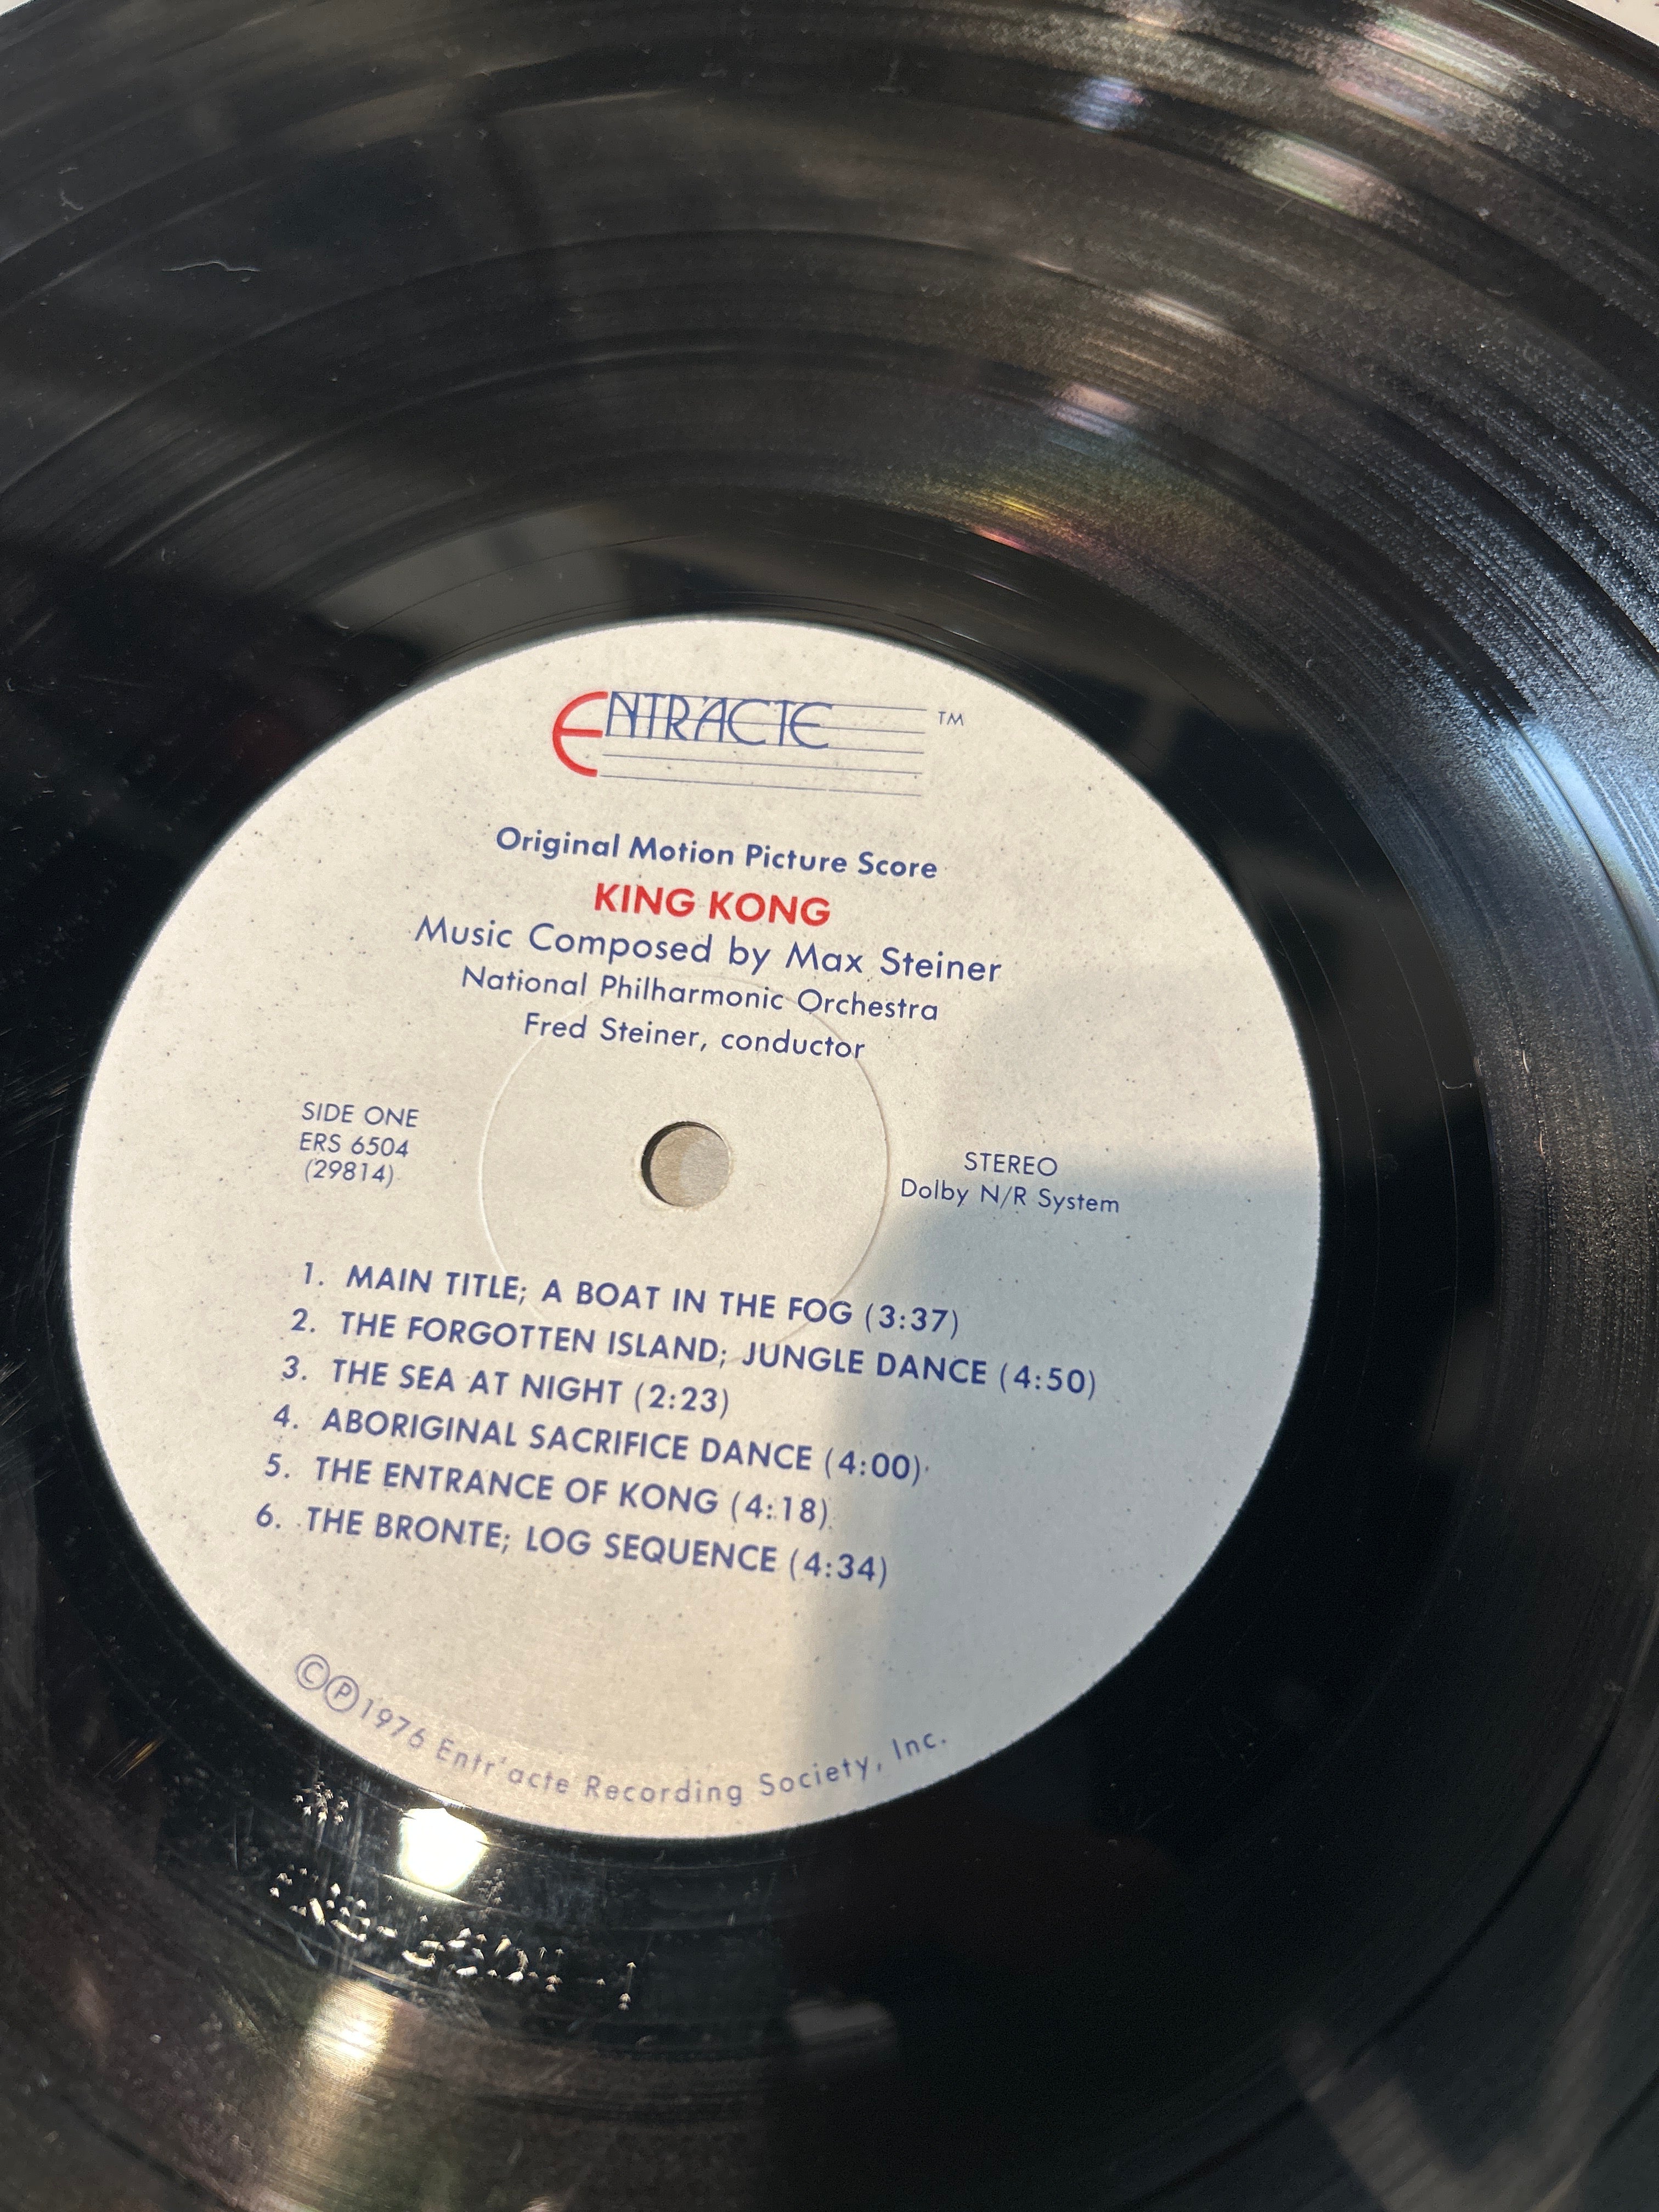 ENTR'ACTE TM
Original Motion Picture Score
KING KONG
Music Composed by Max Steiner
National Philharmonic Orchestra
Fred Steiner, conductor
SIDE ONE
ERS 6504
(29814)
STEREO
Dolby N/R System
1. MAIN TITLE; A BOAT IN THE FOG (3:37)
2. THE FORGOTTEN ISLAND; JUNGLE DANCE (4:50)
3. THE SEA AT NIGHT (2:23)
4. ABORIGINAL SACRIFICE DANCE (4:00)
5. THE ENTRANCE OF KONG (4:18)
6. THE BRONTE; LOG SEQUENCE (4:34)
©℗1976 Entr'acte Recording Society, Inc.